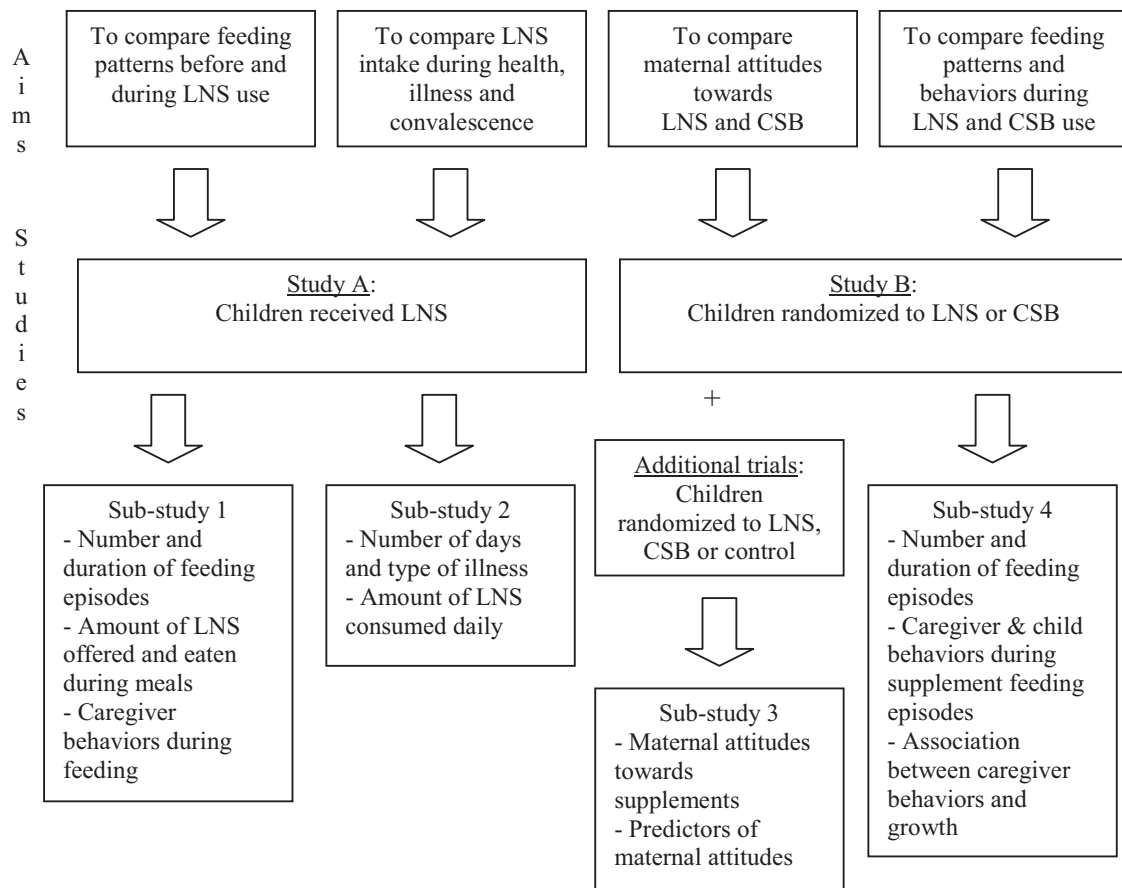 Aims
To compare feeding
patterns before and
during LNS use
To compare LNS
intake during health,
illness and
convalescence
To compare
maternal attitudes
towards
LNS and CSB
To compare feeding
patterns and
behaviors during
LNS and CSB use
Studies
Study A:
Children received LNS
Study B:
Children randomized to LNS or CSB
+
Additional trials:
Children
randomized to LNS,
CSB or control
Sub-study 1
- Number and
duration of feeding
episodes
- Amount of LNS
offered and eaten
during meals
- Caregiver
behaviors during
feeding
Sub-study 2
- Number of days
and type of illness
- Amount of LNS
consumed daily
Sub-study 3
- Maternal attitudes
towards
supplements
- Predictors of
maternal attitudes
Sub-study 4
- Number and
duration of feeding
episodes
- Caregiver & child
behaviors during
supplement feeding
episodes
- Association
between caregiver
behaviors and
growth